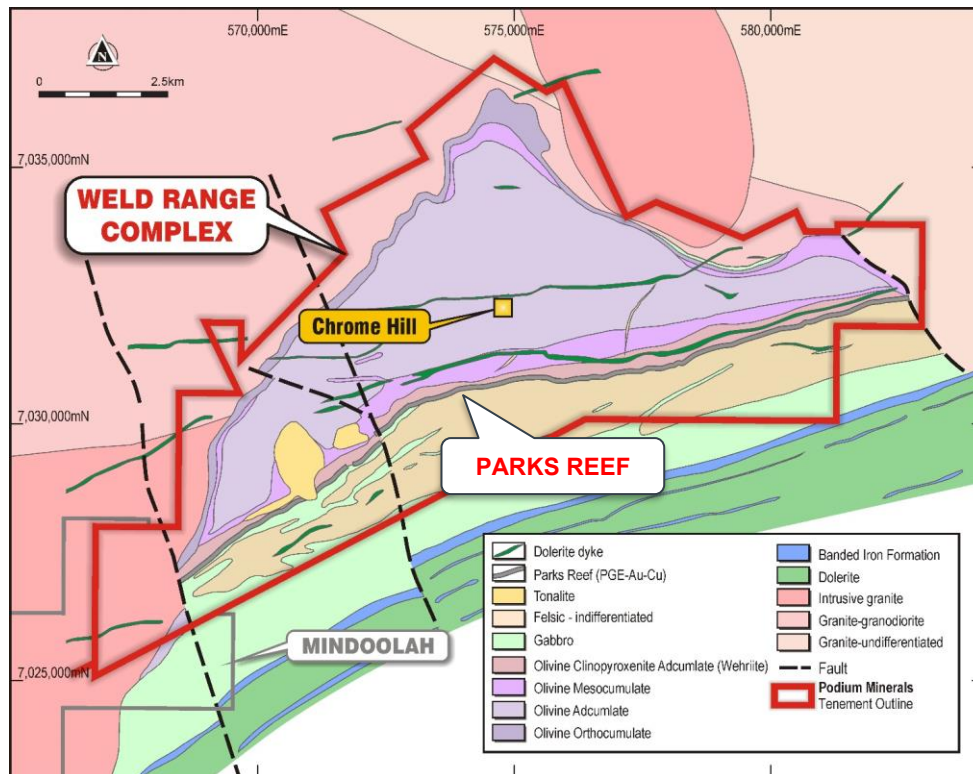 570,000mE
575,000mE
580,000mE
N
0
2.5km
7,035,000mN
WELD RANGE
COMPLEX
Chrome Hill
7,030,000mN
PARKS REEF
MINDOOLAH
7,025,000mN
Dolerite dyke
Parks Reef (PGE-Au-Cu)
Tonalite
Felsic - indifferentiated
Gabbro
Olivine Clinopyroxenite Adcumlate (Wehriite)
Olivine Mesocumulate
Olivine Adcumlate
Olivine Orthocumulate
Banded Iron Formation
Dolerite
Intrusive granite
Granite-granodiorite
Granite-undifferentiated
Fault
Podium Minerals
Tenement Outline